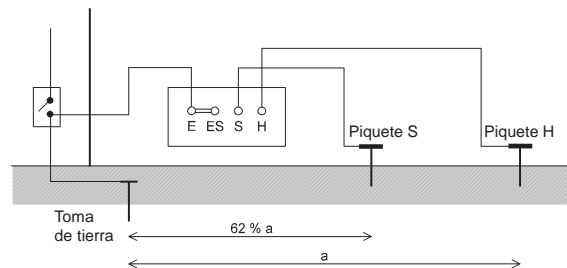 E ES S H
Piquete S
Piquete H
Toma
de tierra
62 % a
a